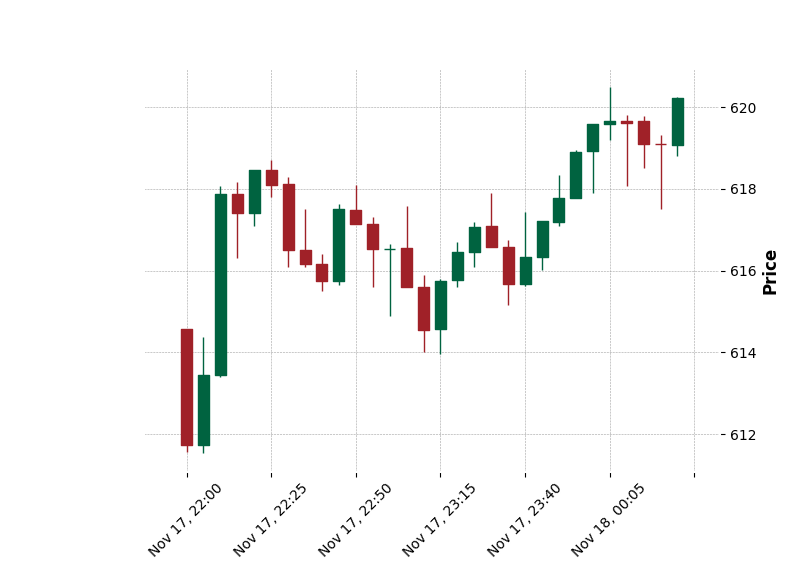 620
618
616
614
612
Price
Nov 17, 22:00
Nov 17, 22:25
Nov 17, 22:50
Nov 17, 23:15
Nov 17, 23:40
Nov 18, 00:05